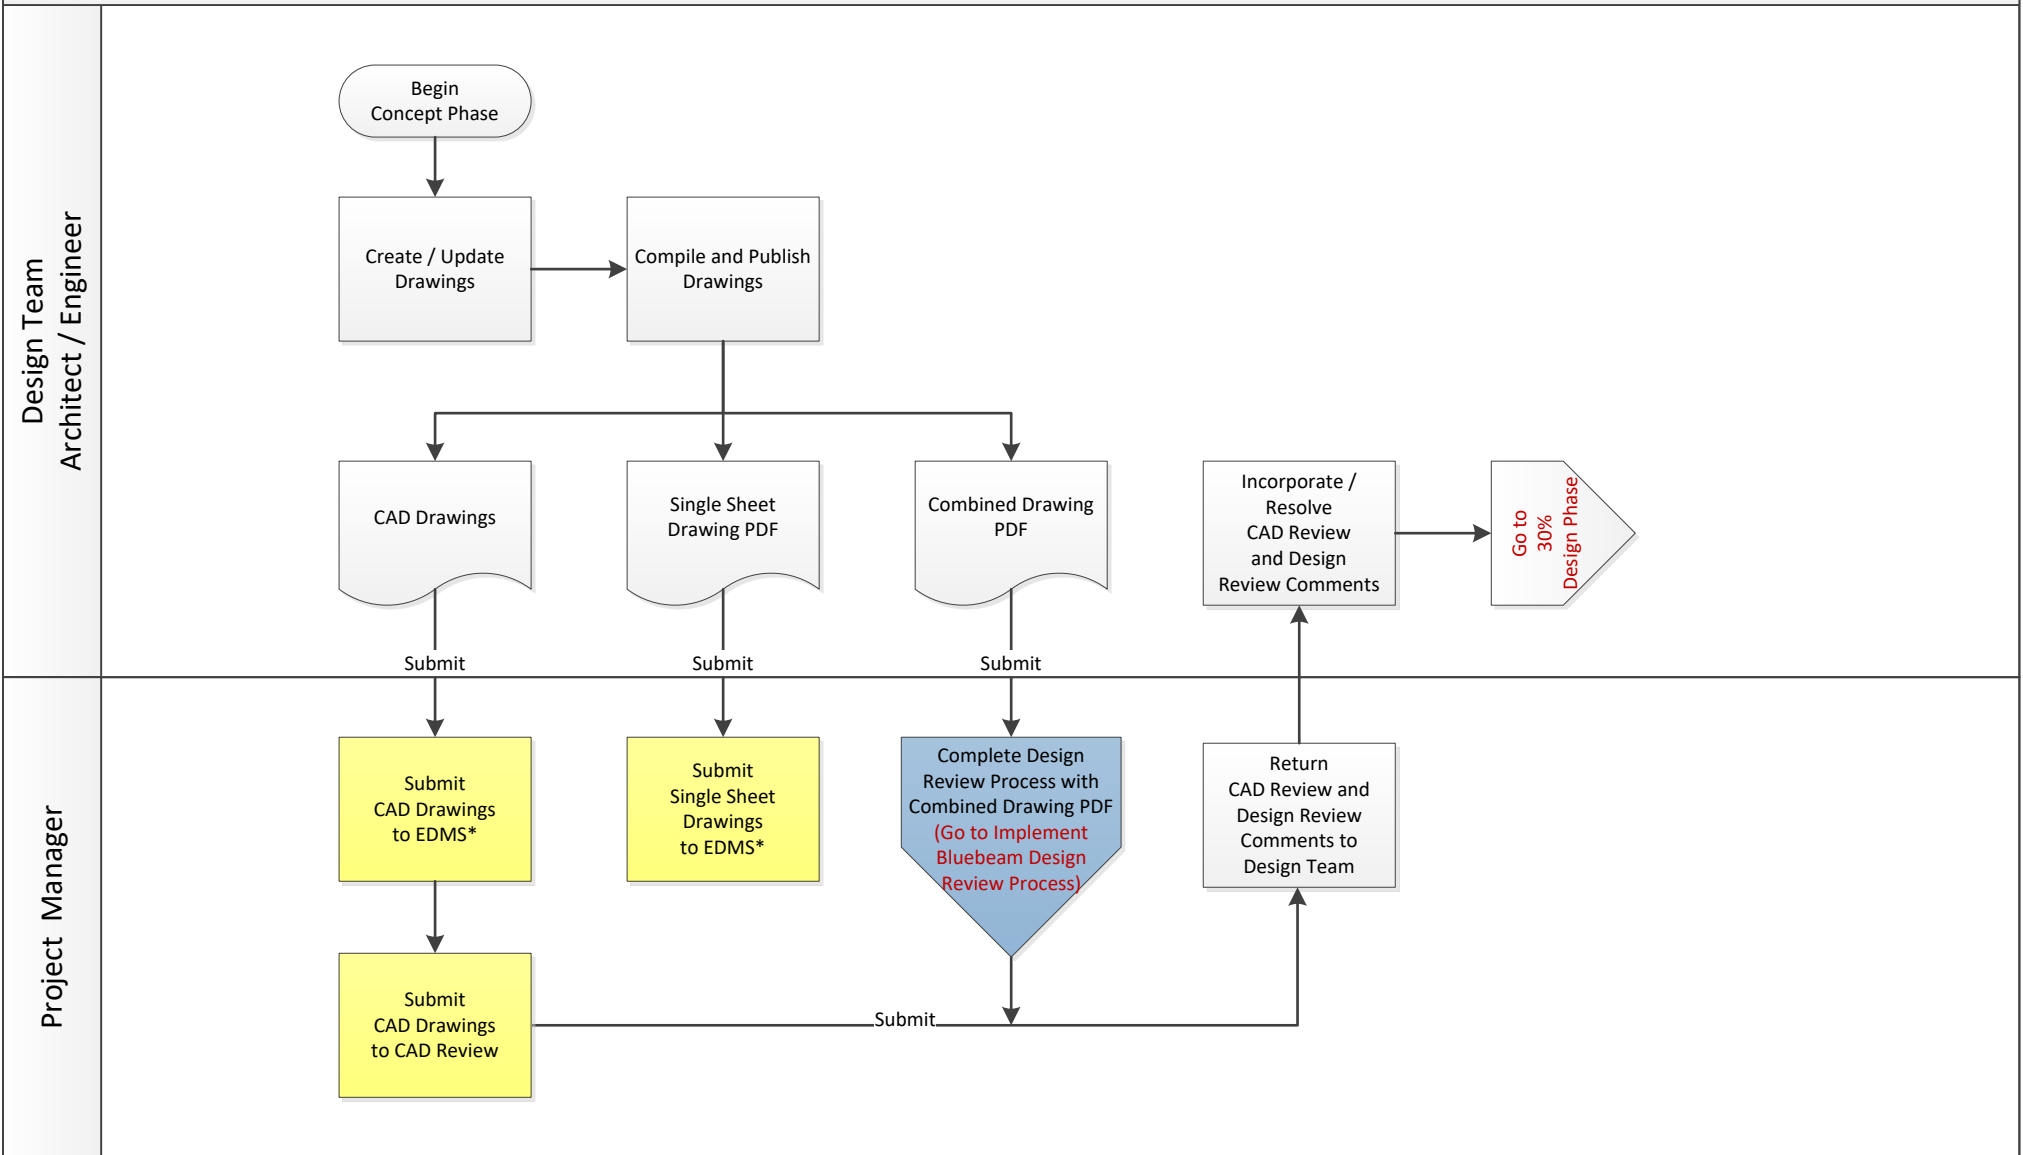 Design Team
Architect / Engineer
Begin
Concept Phase
Create / Update
Drawings
Compile and Publish
Drawings
CAD Drawings
Single Sheet
Drawing PDF
Combined Drawing
PDF
Incorporate /
Resolve
CAD Review
and Design
Review Comments
Go to
30%
Design Phase
Submit
Submit
Submit
Project Manager
Submit
CAD Drawings
to EDMS*
Submit
Single Sheet
Drawings
to EDMS*
Complete Design
Review Process with
Combined Drawing PDF
(Go to Implement
Bluebeam Design
Review Process)
Return
CAD Review and
Design Review
Comments to
Design Team
Submit
CAD Drawings
to CAD Review
Submit